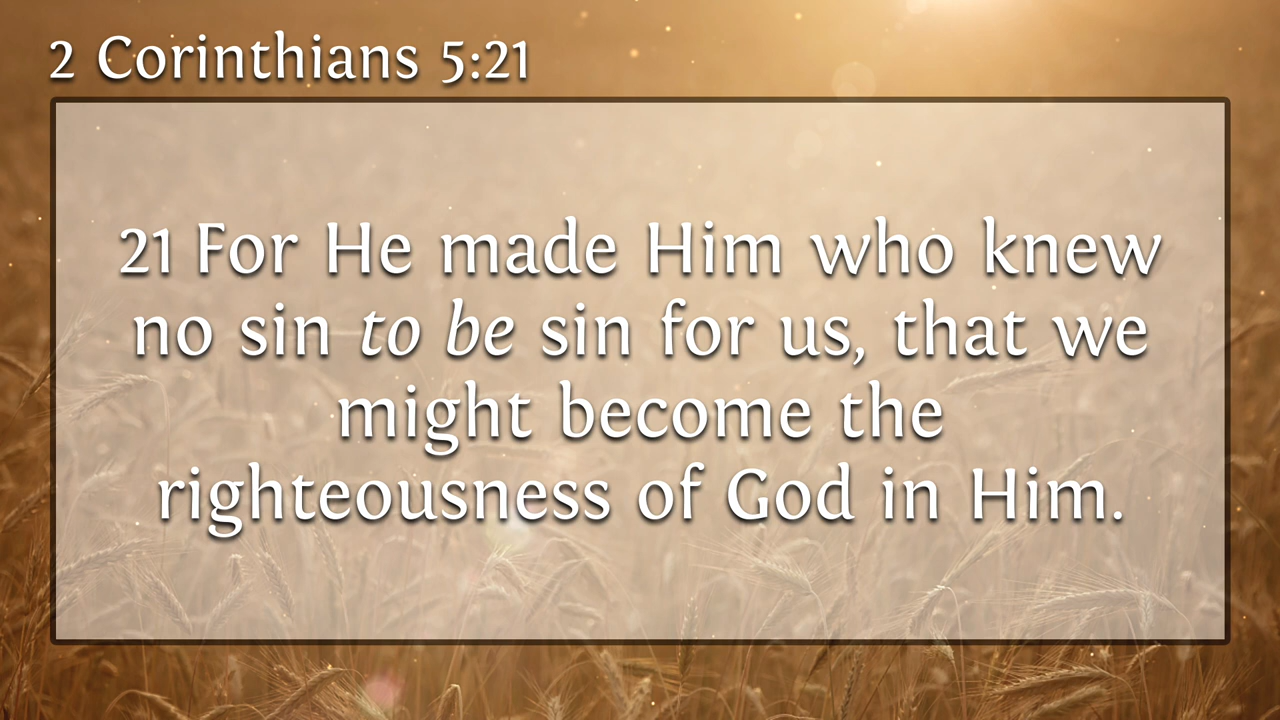 2 Corinthians 5:21
21 For He made Him who knew
no sin to be sin for us, that we
might become the
righteousness of God in Him.